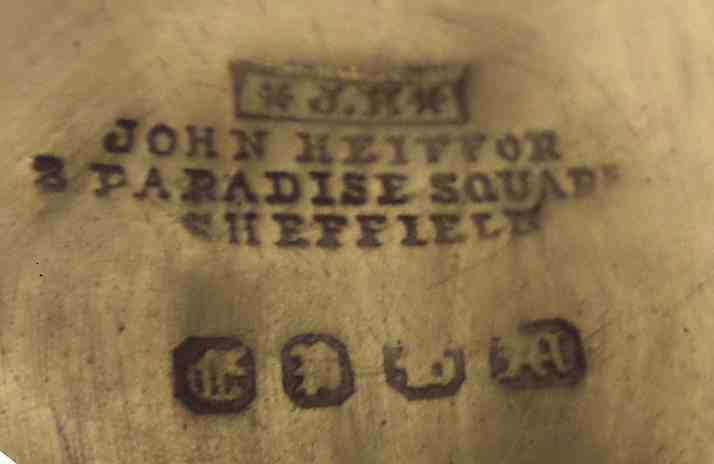 * J.H *
JOHN HEIFFOR
3 PARADISE SQUARE
SHEFFIELD